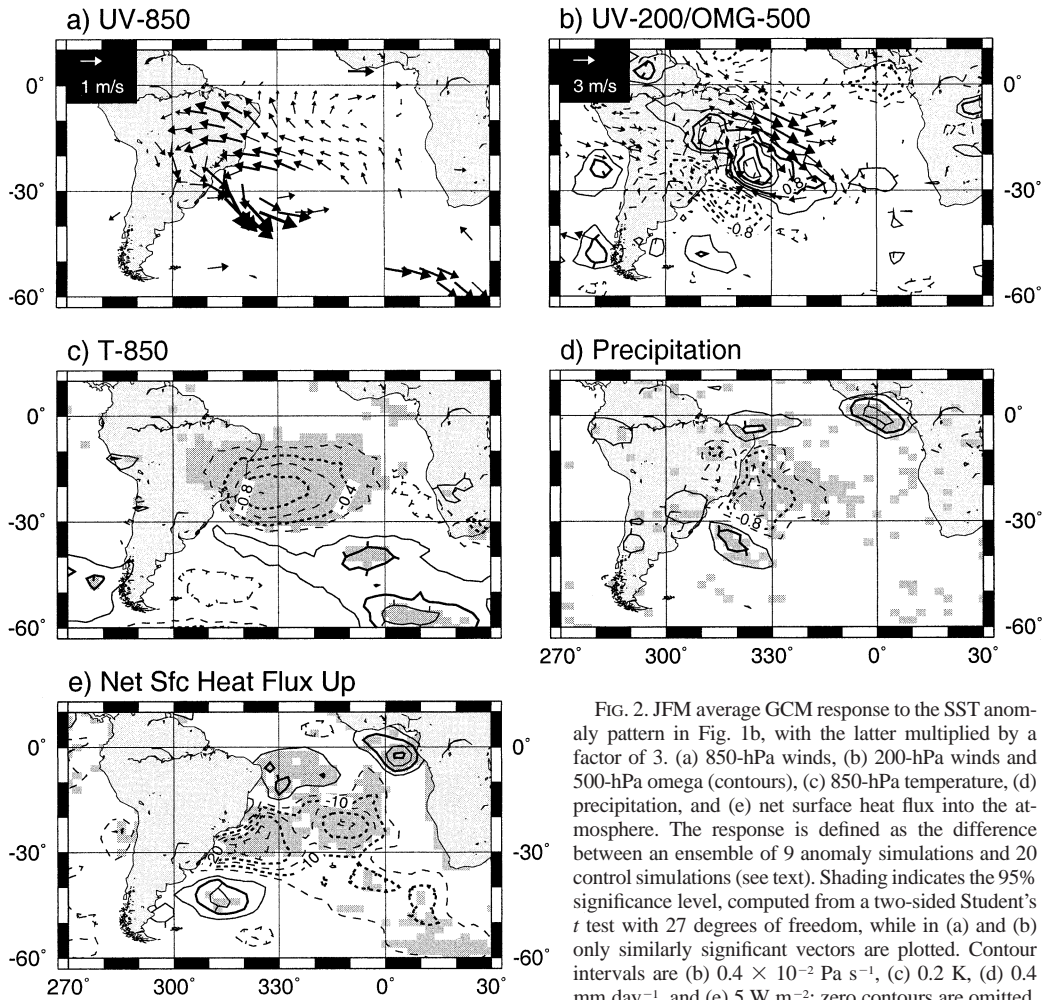 a) UV-850
b) UV-200/OMG-500
1 m/s
3 m/s
0°
-30°
-60°
300°
330°
0°
30°
0°
-30°
-60°
0.8
-0.8
c) T-850
d) Precipitation
0°
-30°
-60°
-0.8
-0.4
0°
-30°
-60°
-0.8
270°
300°
330°
0°
30°
e) Net Sfc Heat Flux Up
0°
-30°
-60°
0°
-30°
-60°
-10
-20
10
270°
300°
330°
0°
30°
FIG. 2. JFM average GCM response to the SST anom-
aly pattern in Fig. 1b, with the latter multiplied by a
factor of 3. (a) 850-hPa winds, (b) 200-hPa winds and
500-hPa omega (contours), (c) 850-hPa temperature, (d)
precipitation, and (e) net surface heat flux into the at-
mosphere. The response is defined as the difference
between an ensemble of 9 anomaly simulations and 20
control simulations (see text). Shading indicates the 95%
significance level, computed from a two-sided Student's
t test with 27 degrees of freedom, while in (a) and (b)
only similarly significant vectors are plotted. Contour
intervals are (b) 0.4 × 10⁻² Pa s⁻¹, (c) 0.2 K, (d) 0.4
mm day⁻¹, and (e) 5 W m⁻²; zero contours are omitted.